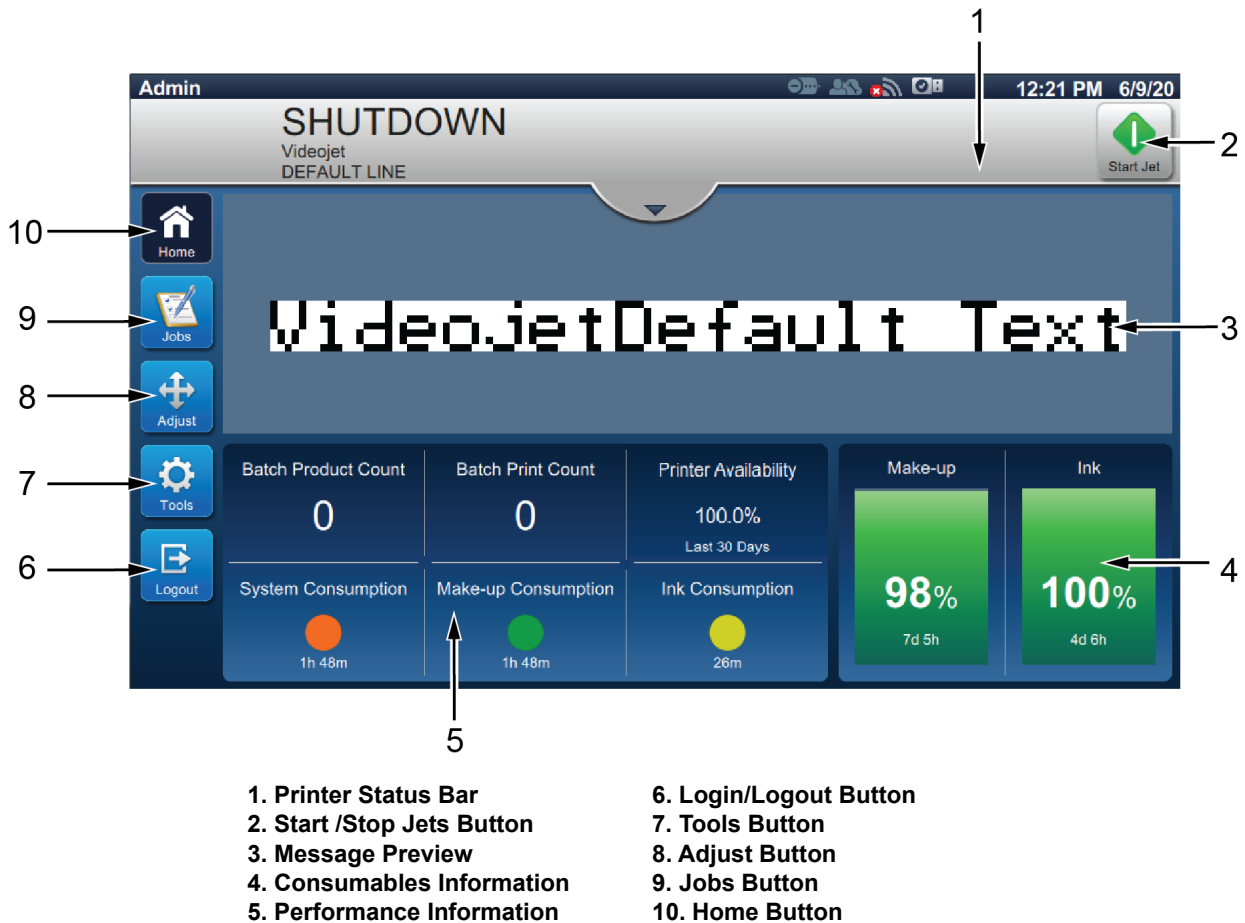 1
Admin 12:21 PM 6/9/20
SHUTDOWN
Videojet
DEFAULT LINE
Start Jet
2
10
Home
9
Jobs
8
Adjust
7
Tools
6
Logout
VideojetDefault Text
3
Batch Product Count
0
Batch Print Count
0
Printer Availability
100.0%
Last 30 Days
System Consumption
1h 48m
Make-up Consumption
1h 48m
Ink Consumption
26m
Make-up
98%
7d 5h
Ink
100%
4d 6h
4
5
1. Printer Status Bar
2. Start /Stop Jets Button
3. Message Preview
4. Consumables Information
5. Performance Information
6. Login/Logout Button
7. Tools Button
8. Adjust Button
9. Jobs Button
10. Home Button